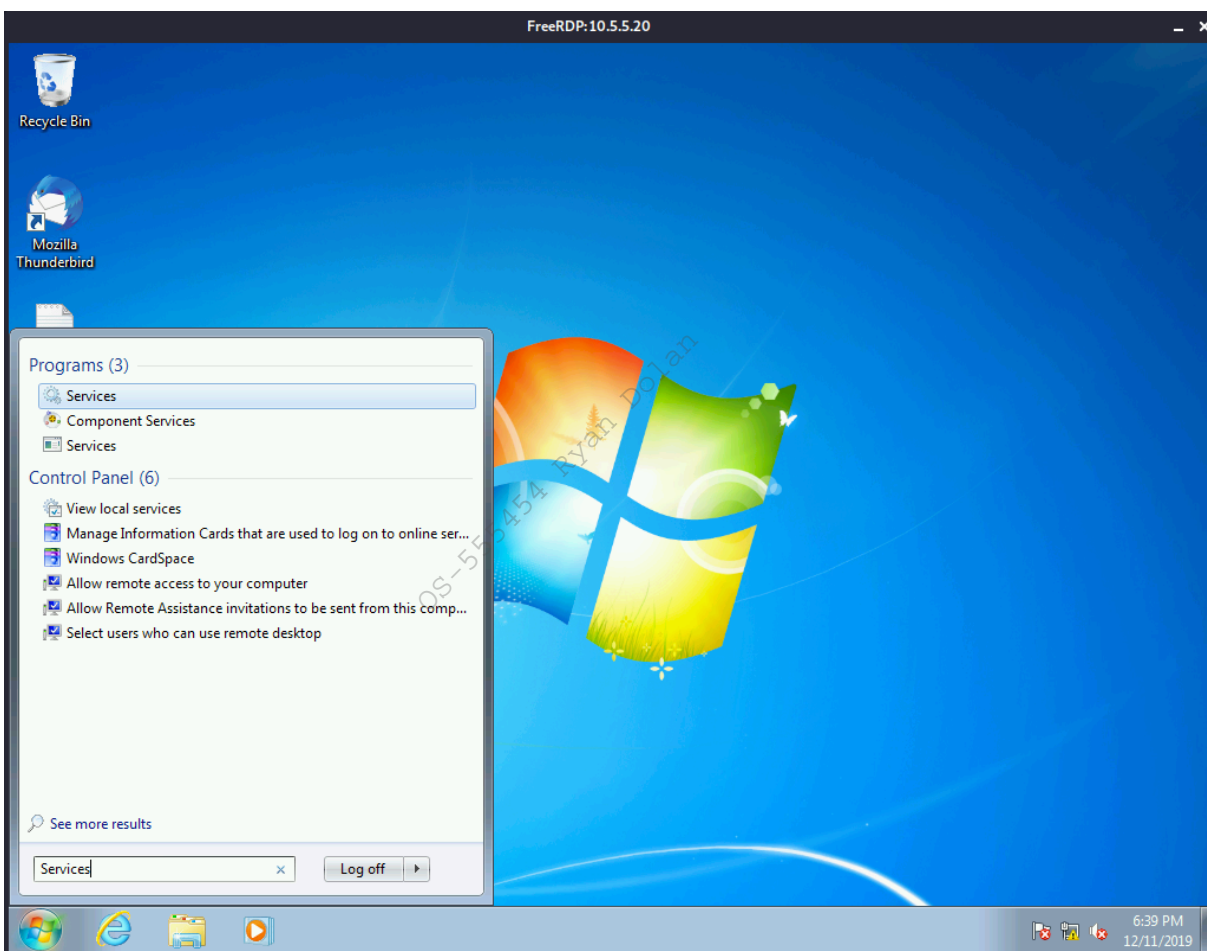 FreeRDP:10.5.5.20
Recycle Bin
Mozilla
Thunderbird
Programs (3)
Services
Component Services
Services
Control Panel (6)
View local services
Manage Information Cards that are used to log on to online ser...
Windows CardSpace
Allow remote access to your computer
Allow Remote Assistance invitations to be sent from this comp...
Select users who can use remote desktop
See more results
Services
Log off
OS-555454 Ryan Dolan
6:39 PM
12/11/2019